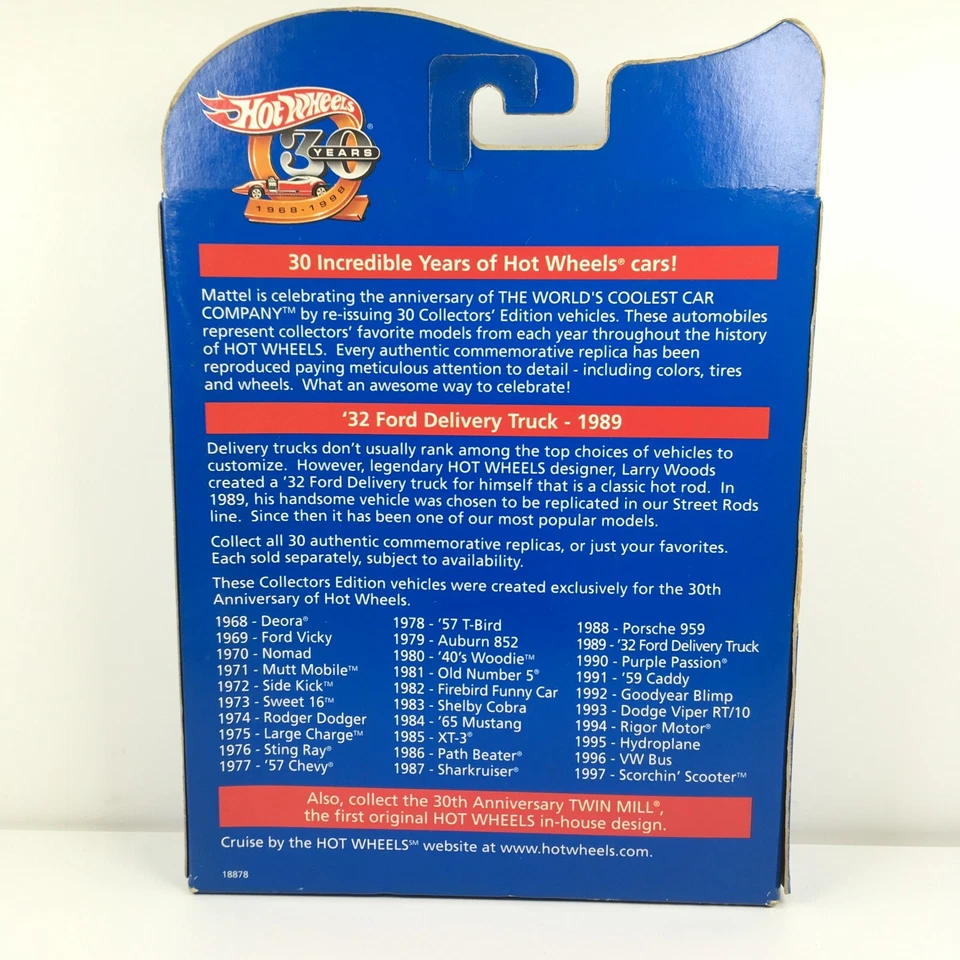 HOT WHEELS®
30
YEARS
1968-1998
30 Incredible Years of Hot Wheels® cars!
Mattel is celebrating the anniversary of THE WORLD'S COOLEST CAR
COMPANY™ by re-issuing 30 Collectors' Edition vehicles. These automobiles
represent collectors' favorite models from each year throughout the history
of HOT WHEELS. Every authentic commemorative replica has been
reproduced paying meticulous attention to detail - including colors, tires
and wheels. What an awesome way to celebrate!
'32 Ford Delivery Truck - 1989
Delivery trucks don't usually rank among the top choices of vehicles to
customize. However, legendary HOT WHEELS designer, Larry Woods
created a '32 Ford Delivery truck for himself that is a classic hot rod. In
1989, his handsome vehicle was chosen to be replicated in our Street Rods
line. Since then it has been one of our most popular models.
Collect all 30 authentic commemorative replicas, or just your favorites.
Each sold separately, subject to availability.
These Collectors Edition vehicles were created exclusively for the 30th
Anniversary of Hot Wheels.
1968 - Deora®
1969 - Ford Vicky
1970 - Nomad
1971 - Mutt Mobile™
1972 - Side Kick™
1973 - Sweet 16™
1974 - Rodger Dodger
1975 - Large Charge™
1976 - Sting Ray®
1977 - '57 Chevy®
1978 - '57 T-Bird
1979 - Auburn 852
1980 - '40's Woodie™
1981 - Old Number 5®
1982 - Firebird Funny Car
1983 - Shelby Cobra
1984 - '65 Mustang
1985 - XT-3®
1986 - Path Beater®
1987 - Sharkruiser®
1988 - Porsche 959
1989 - '32 Ford Delivery Truck
1990 - Purple Passion®
1991 - '59 Caddy
1992 - Goodyear Blimp
1993 - Dodge Viper RT/10
1994 - Rigor Motor®
1995 - Hydroplane
1996 - VW Bus
1997 - Scorchin' Scooter™
Also, collect the 30th Anniversary TWIN MILL®,
the first original HOT WHEELS in-house design.
Cruise by the HOT WHEELS℠ website at www.hotwheels.com.
18878